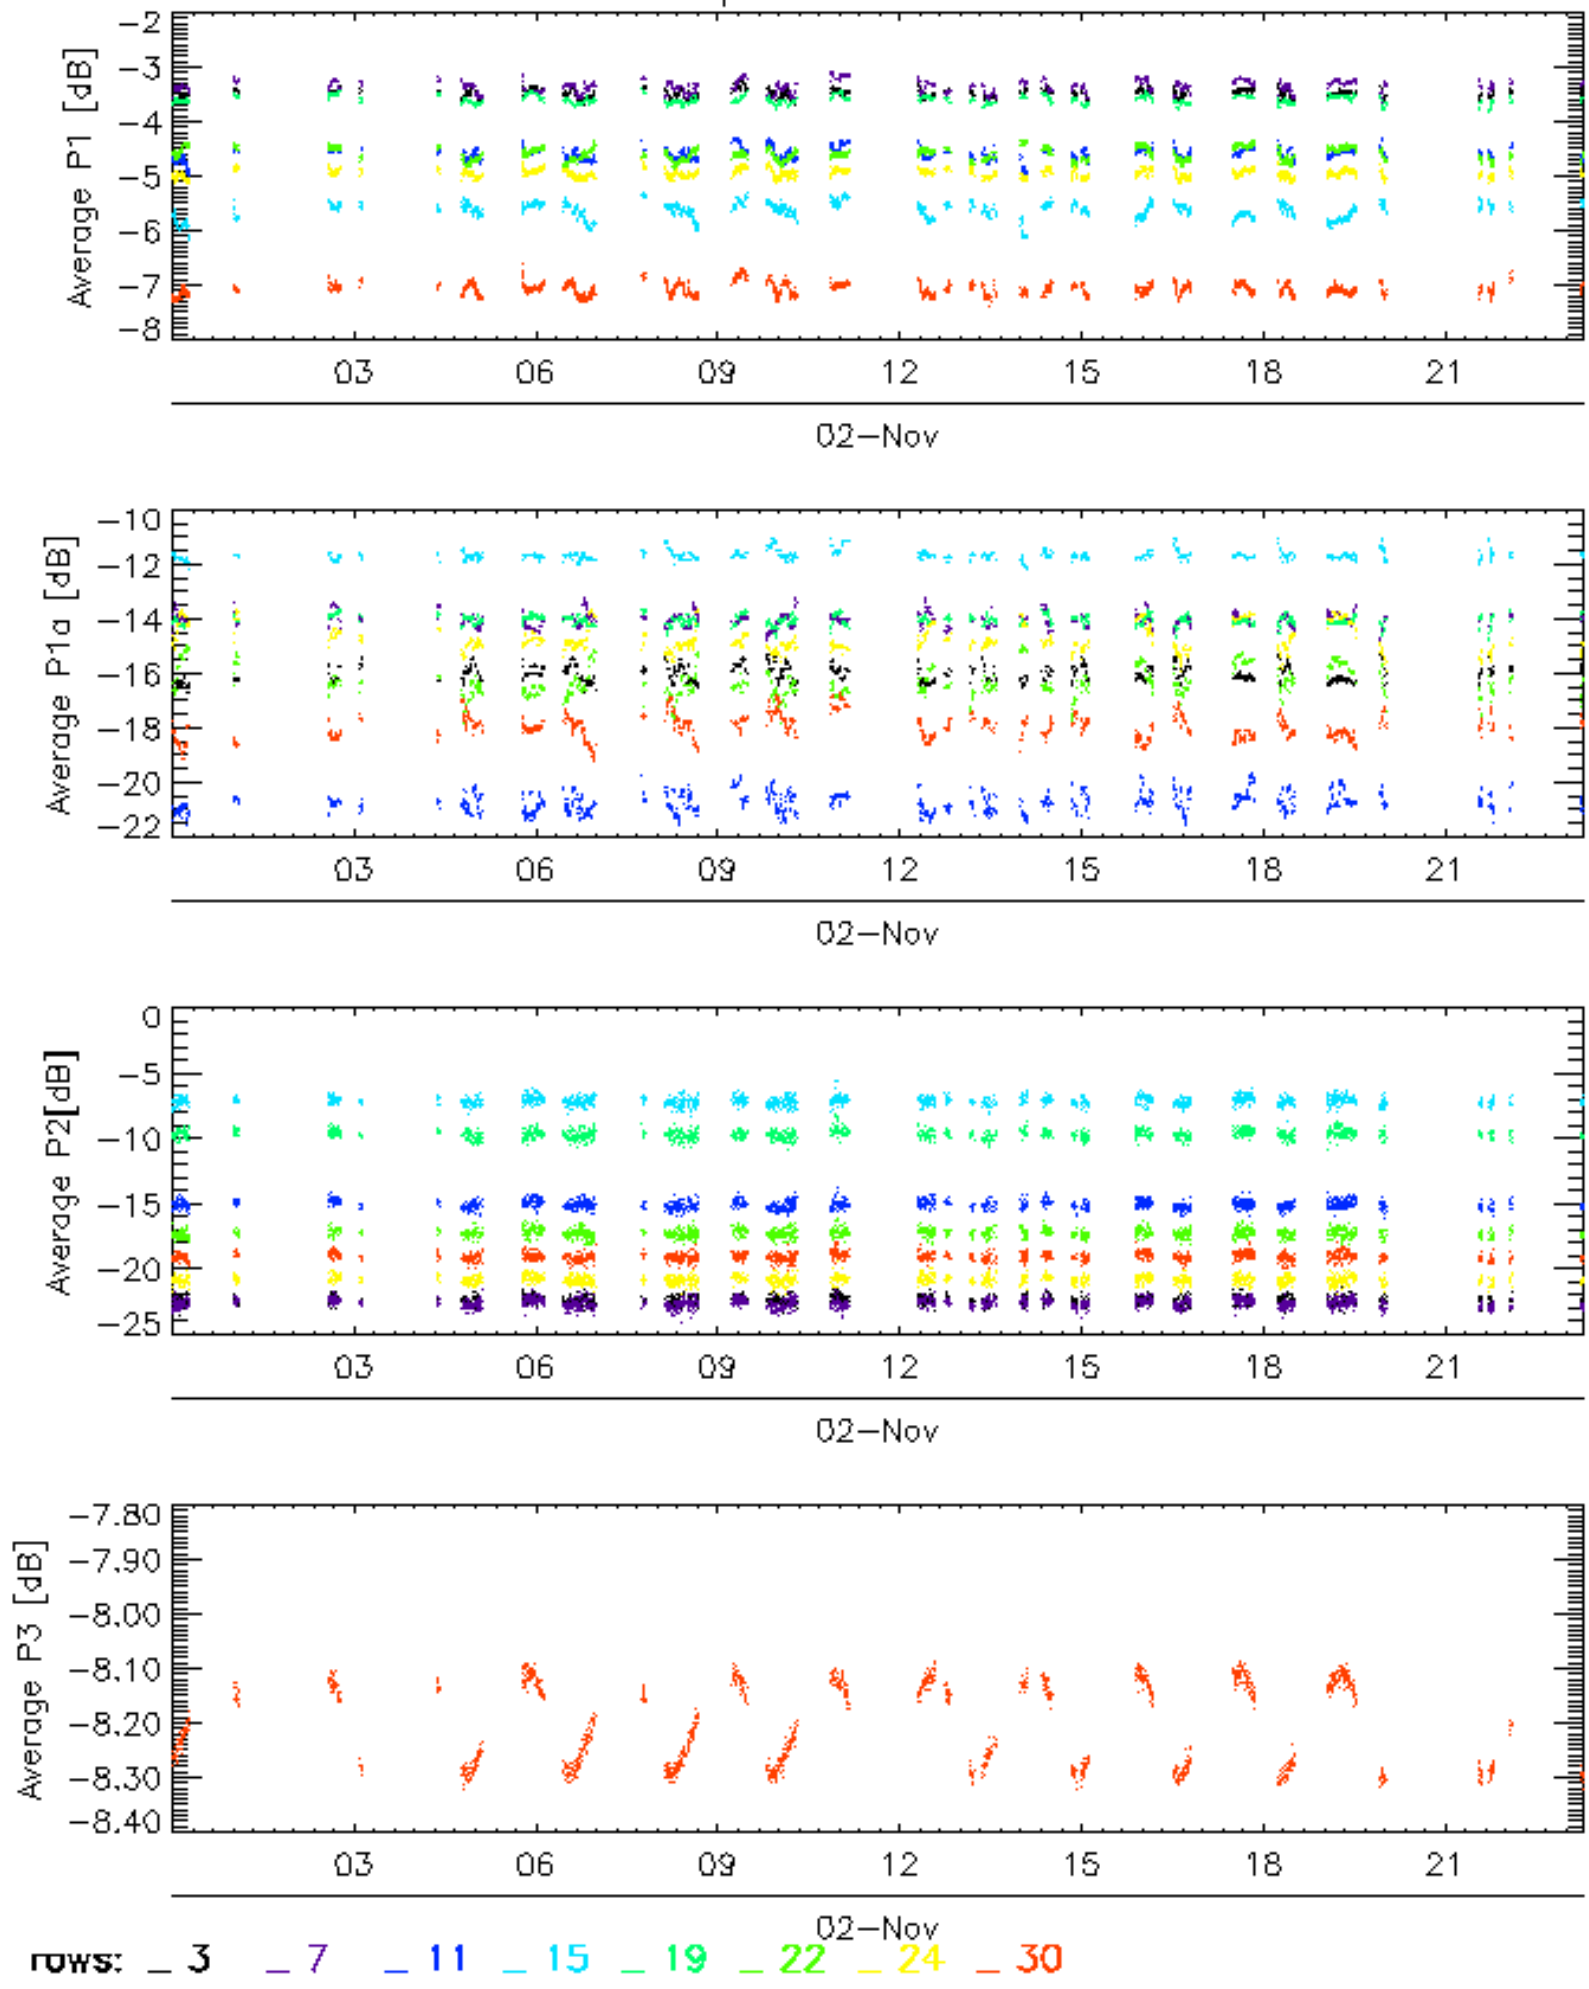 Average P1 [dB]
−2
−3
−4
−5
−6
−7
−8
03 06 09 12 15 18 21
02−Nov
Average P1a [dB]
−10
−12
−14
−16
−18
−20
−22
03 06 09 12 15 18 21
02−Nov
Average P2[dB]
0
−5
−10
−15
−20
−25
03 06 09 12 15 18 21
02−Nov
Average P3 [dB]
−7.80
−7.90
−8.00
−8.10
−8.20
−8.30
−8.40
03 06 09 12 15 18 21
02−Nov
rows: _ 3 _ 7 _ 11 _ 15 _ 19 _ 22 _ 24 _ 30